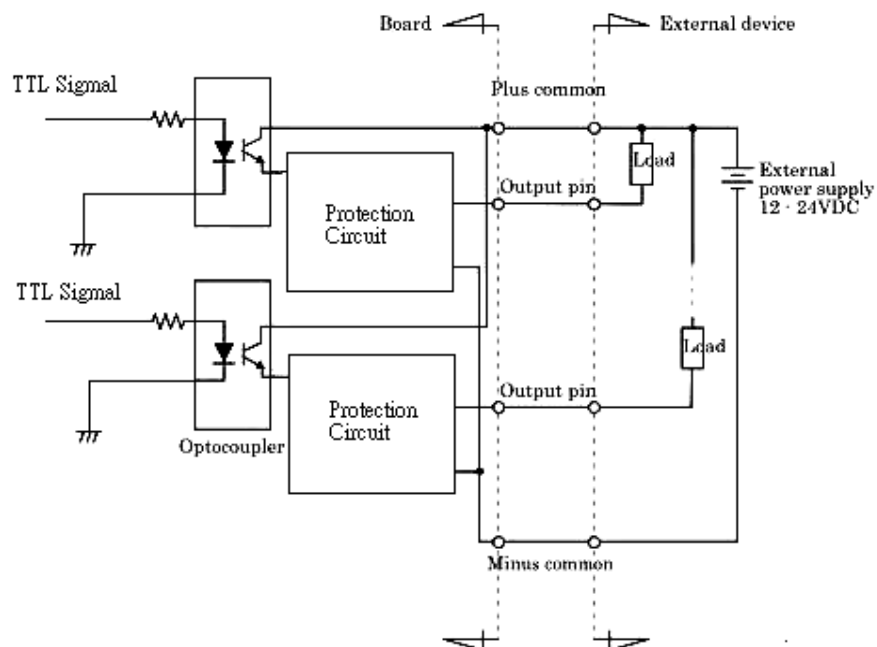 Board
External device
TTL Sigmal
Plus common
Load
External
power supply
12 - 24VDC
Output pin
Protection
Circuit
TTL Sigmal
Load
Output pin
Protection
Circuit
Optocoupler
Minus common